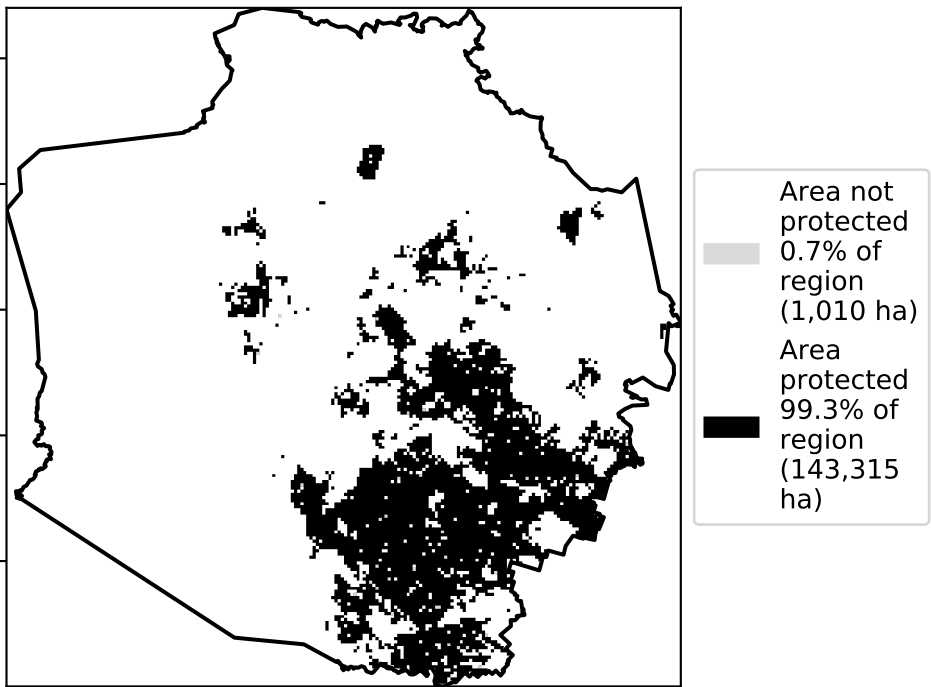 Area not
protected
0.7% of
region
(1,010 ha)
Area
protected
99.3% of
region
(143,315
ha)